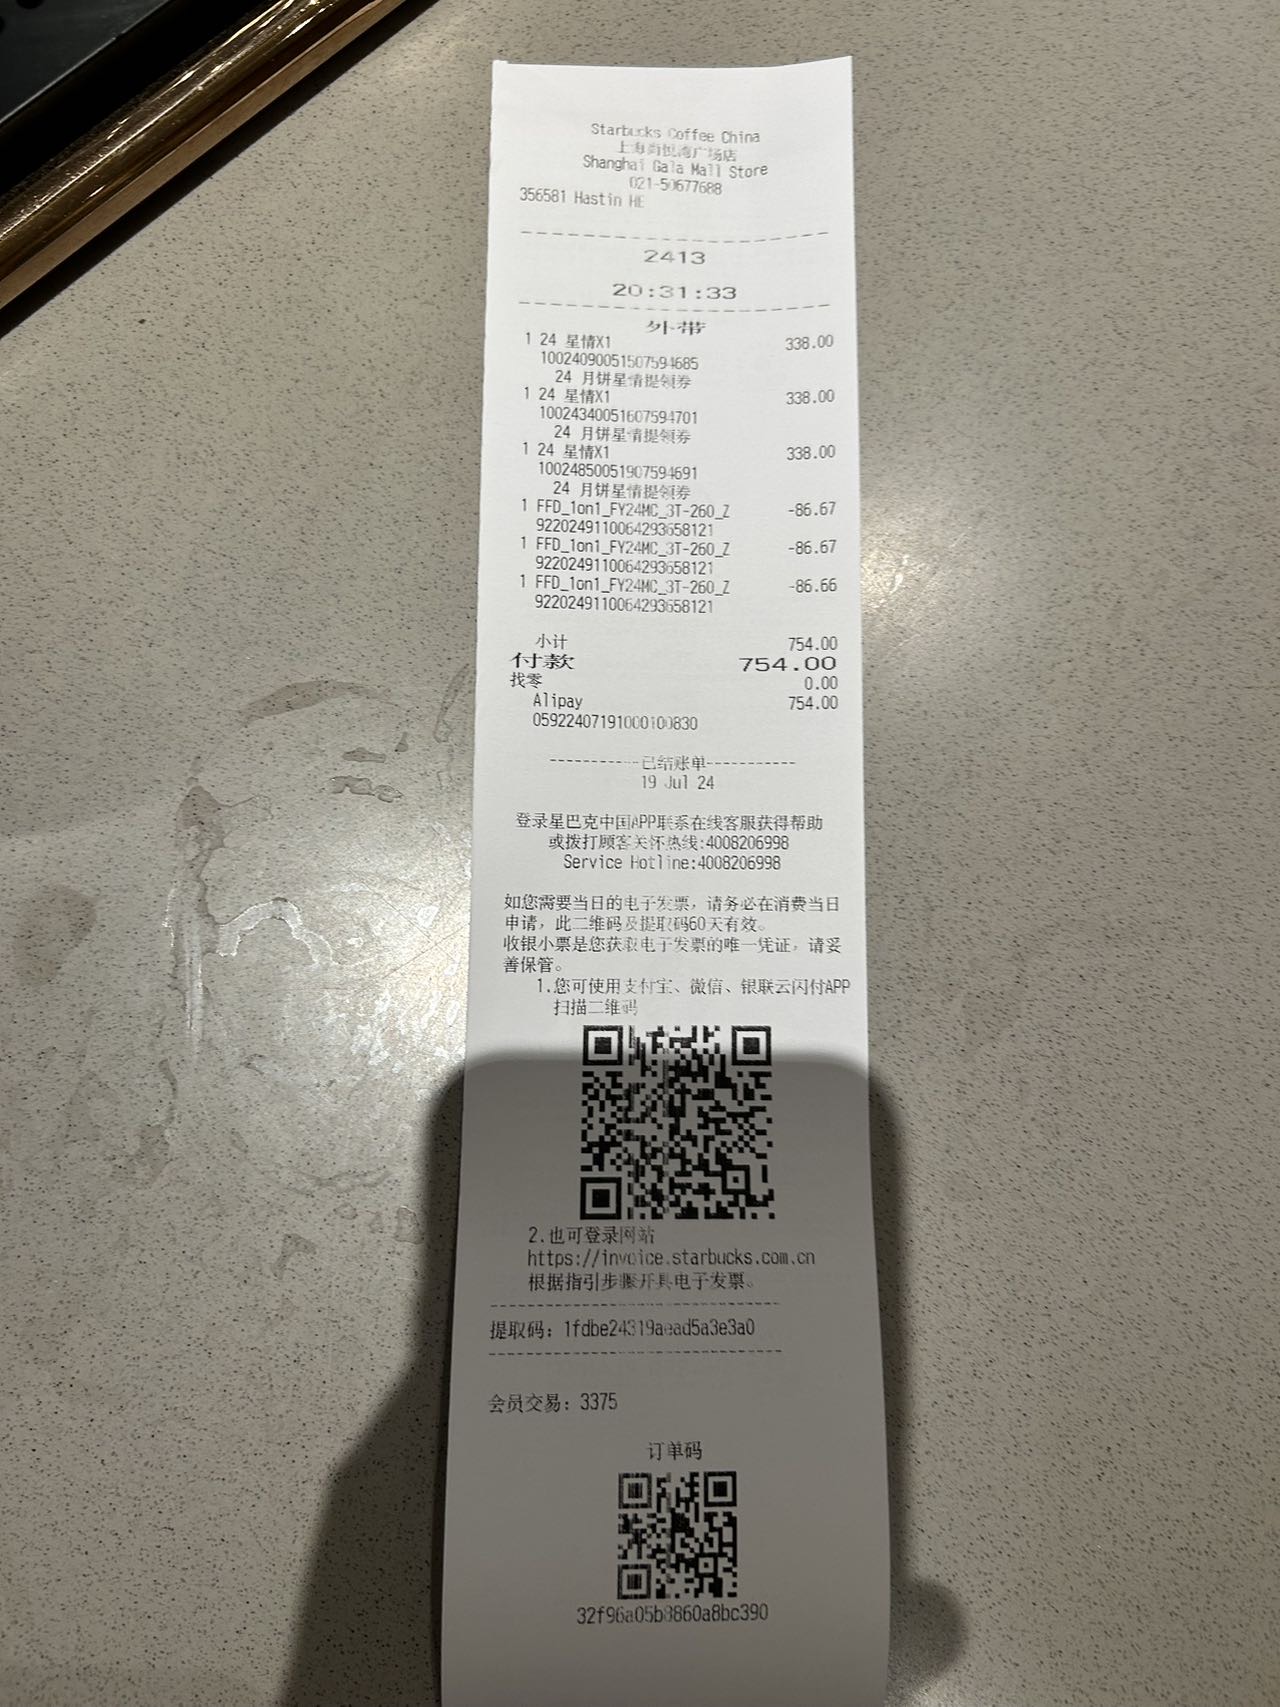 Starbucks Coffee China
上海尚悦湾广场店
Shanghai Gala Mall Store
021-50677688
356581 Hastin HE
2413
20:31:33
外带
1 24 星情X1 338.00
10024090051507594685
24 月饼星情提领券
1 24 星情X1 338.00
10024340051607594701
24 月饼星情提领券
1 24 星情X1 338.00
10024850051907594691
24 月饼星情提领券
1 FFD_1on1_FY24MC_3T-260_Z -86.67
9220249110064293658121
1 FFD_1on1_FY24MC_3T-260_Z -86.67
9220249110064293658121
1 FFD_1on1_FY24MC_3T-260_Z -86.66
9220249110064293658121
小计 754.00
付款 754.00
找零 0.00
Alipay 754.00
05922407191000100830
-----------已结账单-----------
19 Jul 24
登录星巴克中国APP联系在线客服获得帮助
或拨打顾客关怀热线:4008206998
Service Hotline:4008206998
如您需要当日的电子发票，请务必在消费当日
申请，此二维码及提取码60天有效。
收银小票是您获取电子发票的唯一凭证，请妥
善保管。
1.您可使用支付宝、微信、银联云闪付APP
扫描二维码
2.也可登录网站
https://invoice.starbucks.com.cn
根据指引步骤开具电子发票。
提取码：1fdbe24319aead5a3e3a0
会员交易：3375
订单码
32f96a05b8860a8bc390